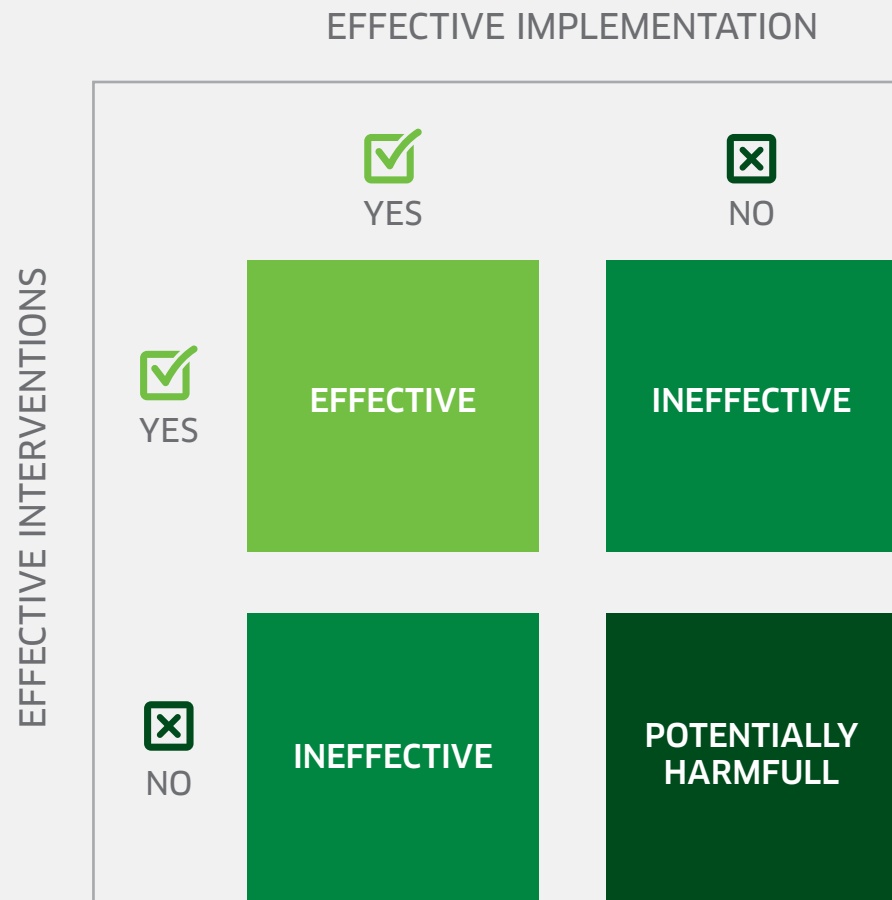 EFFECTIVE IMPLEMENTATION
YES
NO
EFFECTIVE INTERVENTIONS
YES
EFFECTIVE
INEFFECTIVE
NO
INEFFECTIVE
POTENTIALLY
HARMFULL